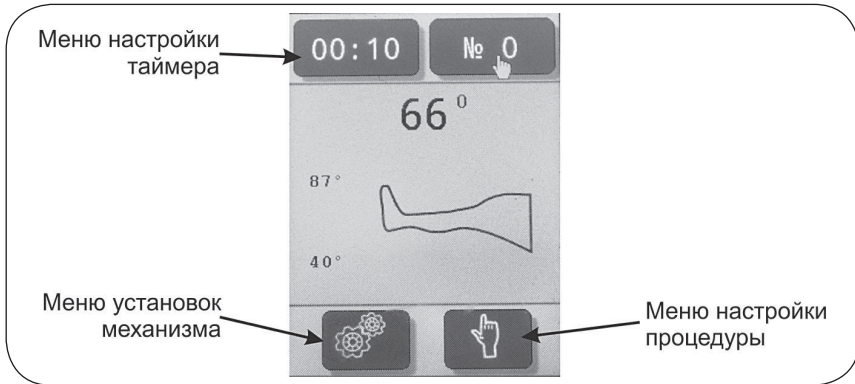 Меню настройки
таймера
00:10
№ 0
66°
87°
40°
Меню установок
механизма
Меню настройки
процедуры